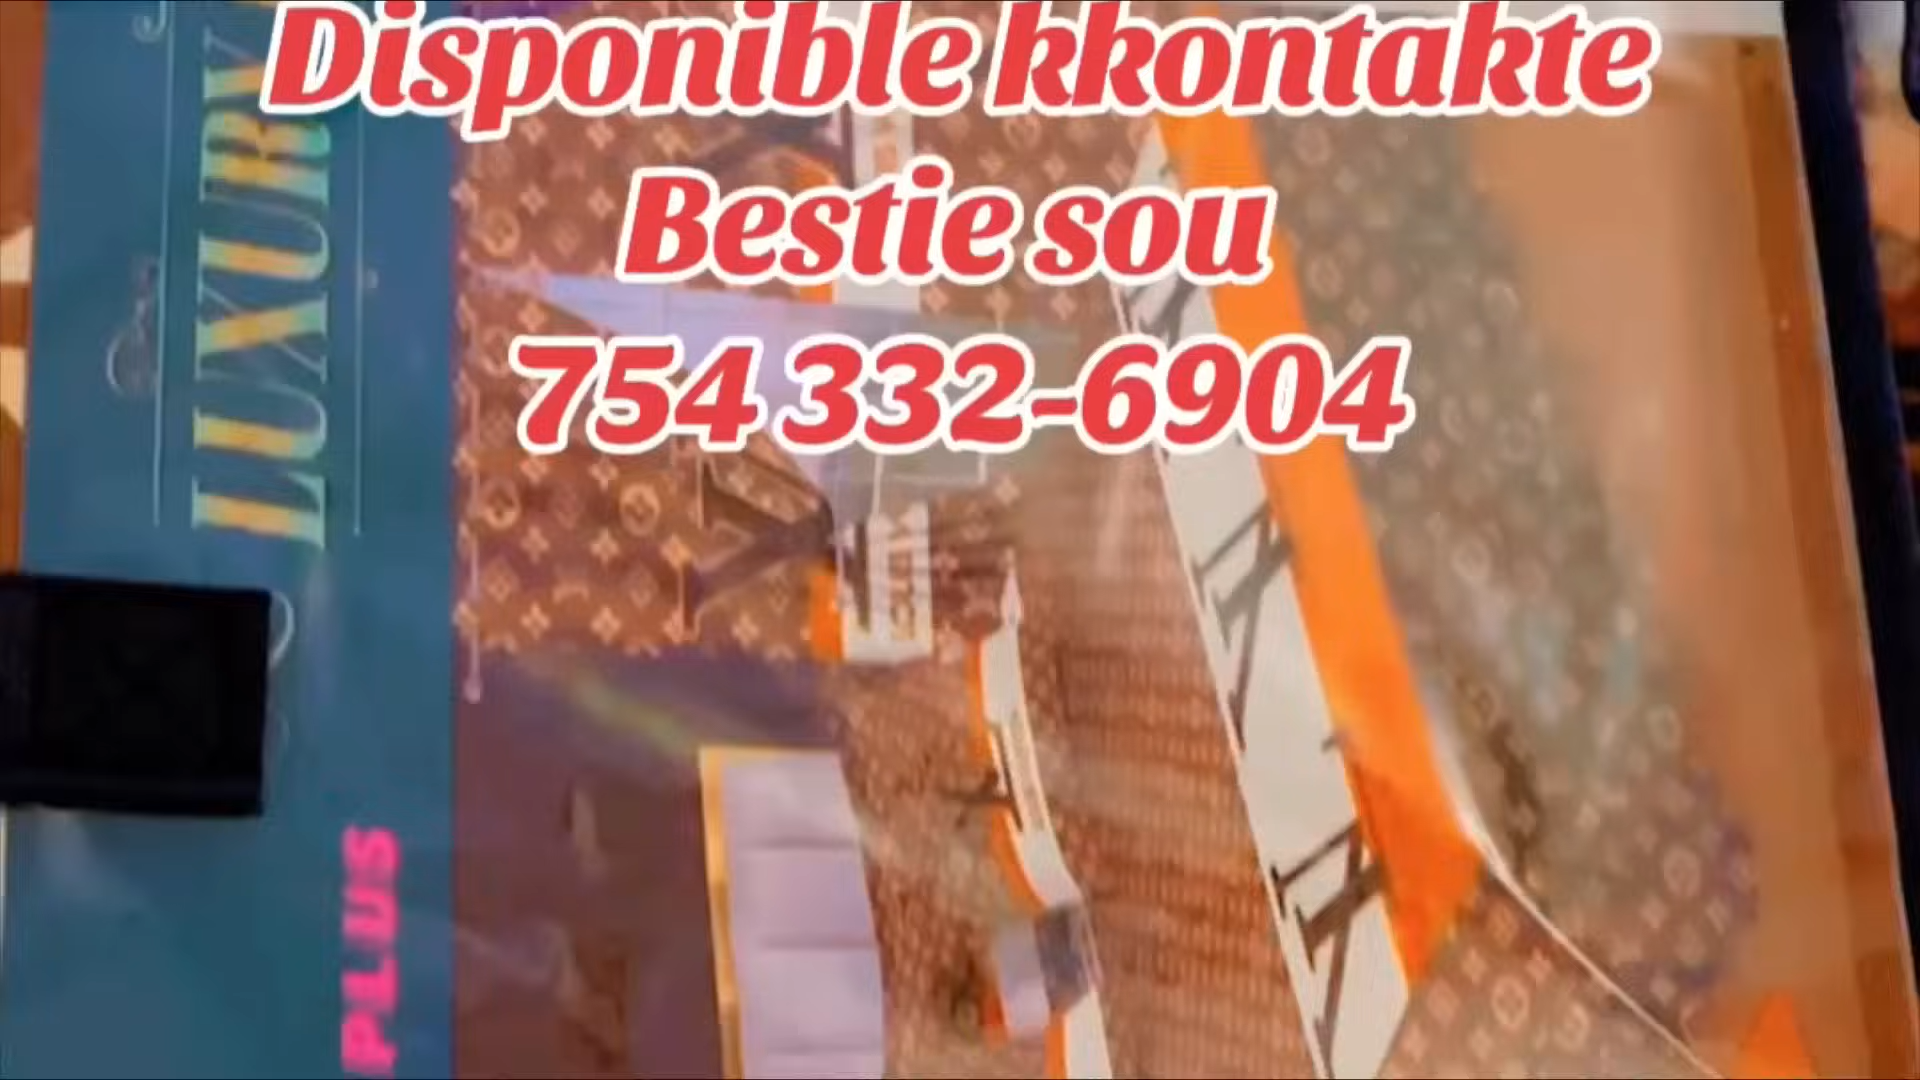 Disponible kkontakte
Bestie sou
754 332-6904
LUXURY
PLUS